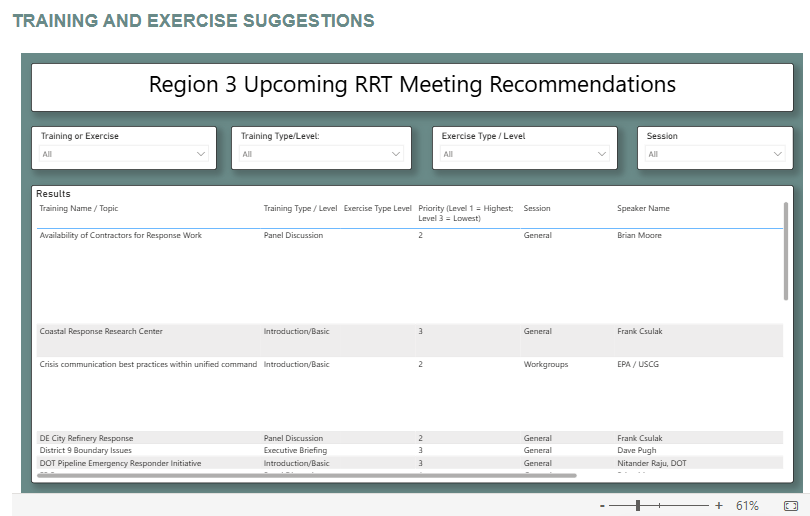 TRAINING AND EXERCISE SUGGESTIONS
Region 3 Upcoming RRT Meeting Recommendations
Training or Exercise
All
Training Type/Level:
All
Exercise Type / Level
All
Session
All
Results
Training Name / Topic Training Type / Level Exercise Type Level Priority (Level 1 = Highest; Session Speaker Name
Level 3 = Lowest)
Availability of Contractors for Response Work Panel Discussion 2 General Brian Moore
Coastal Response Research Center Introduction/Basic 3 General Frank Csulak
Crisis communication best practices within unified command Introduction/Basic 2 Workgroups EPA / USCG
DE City Refinery Response Panel Discussion 2 General Frank Csulak
District 9 Boundary Issues Executive Briefing 3 General Dave Pugh
DOT Pipeline Emergency Responder Initiative Introduction/Basic 3 General Nitander Raju, DOT
- + 61%